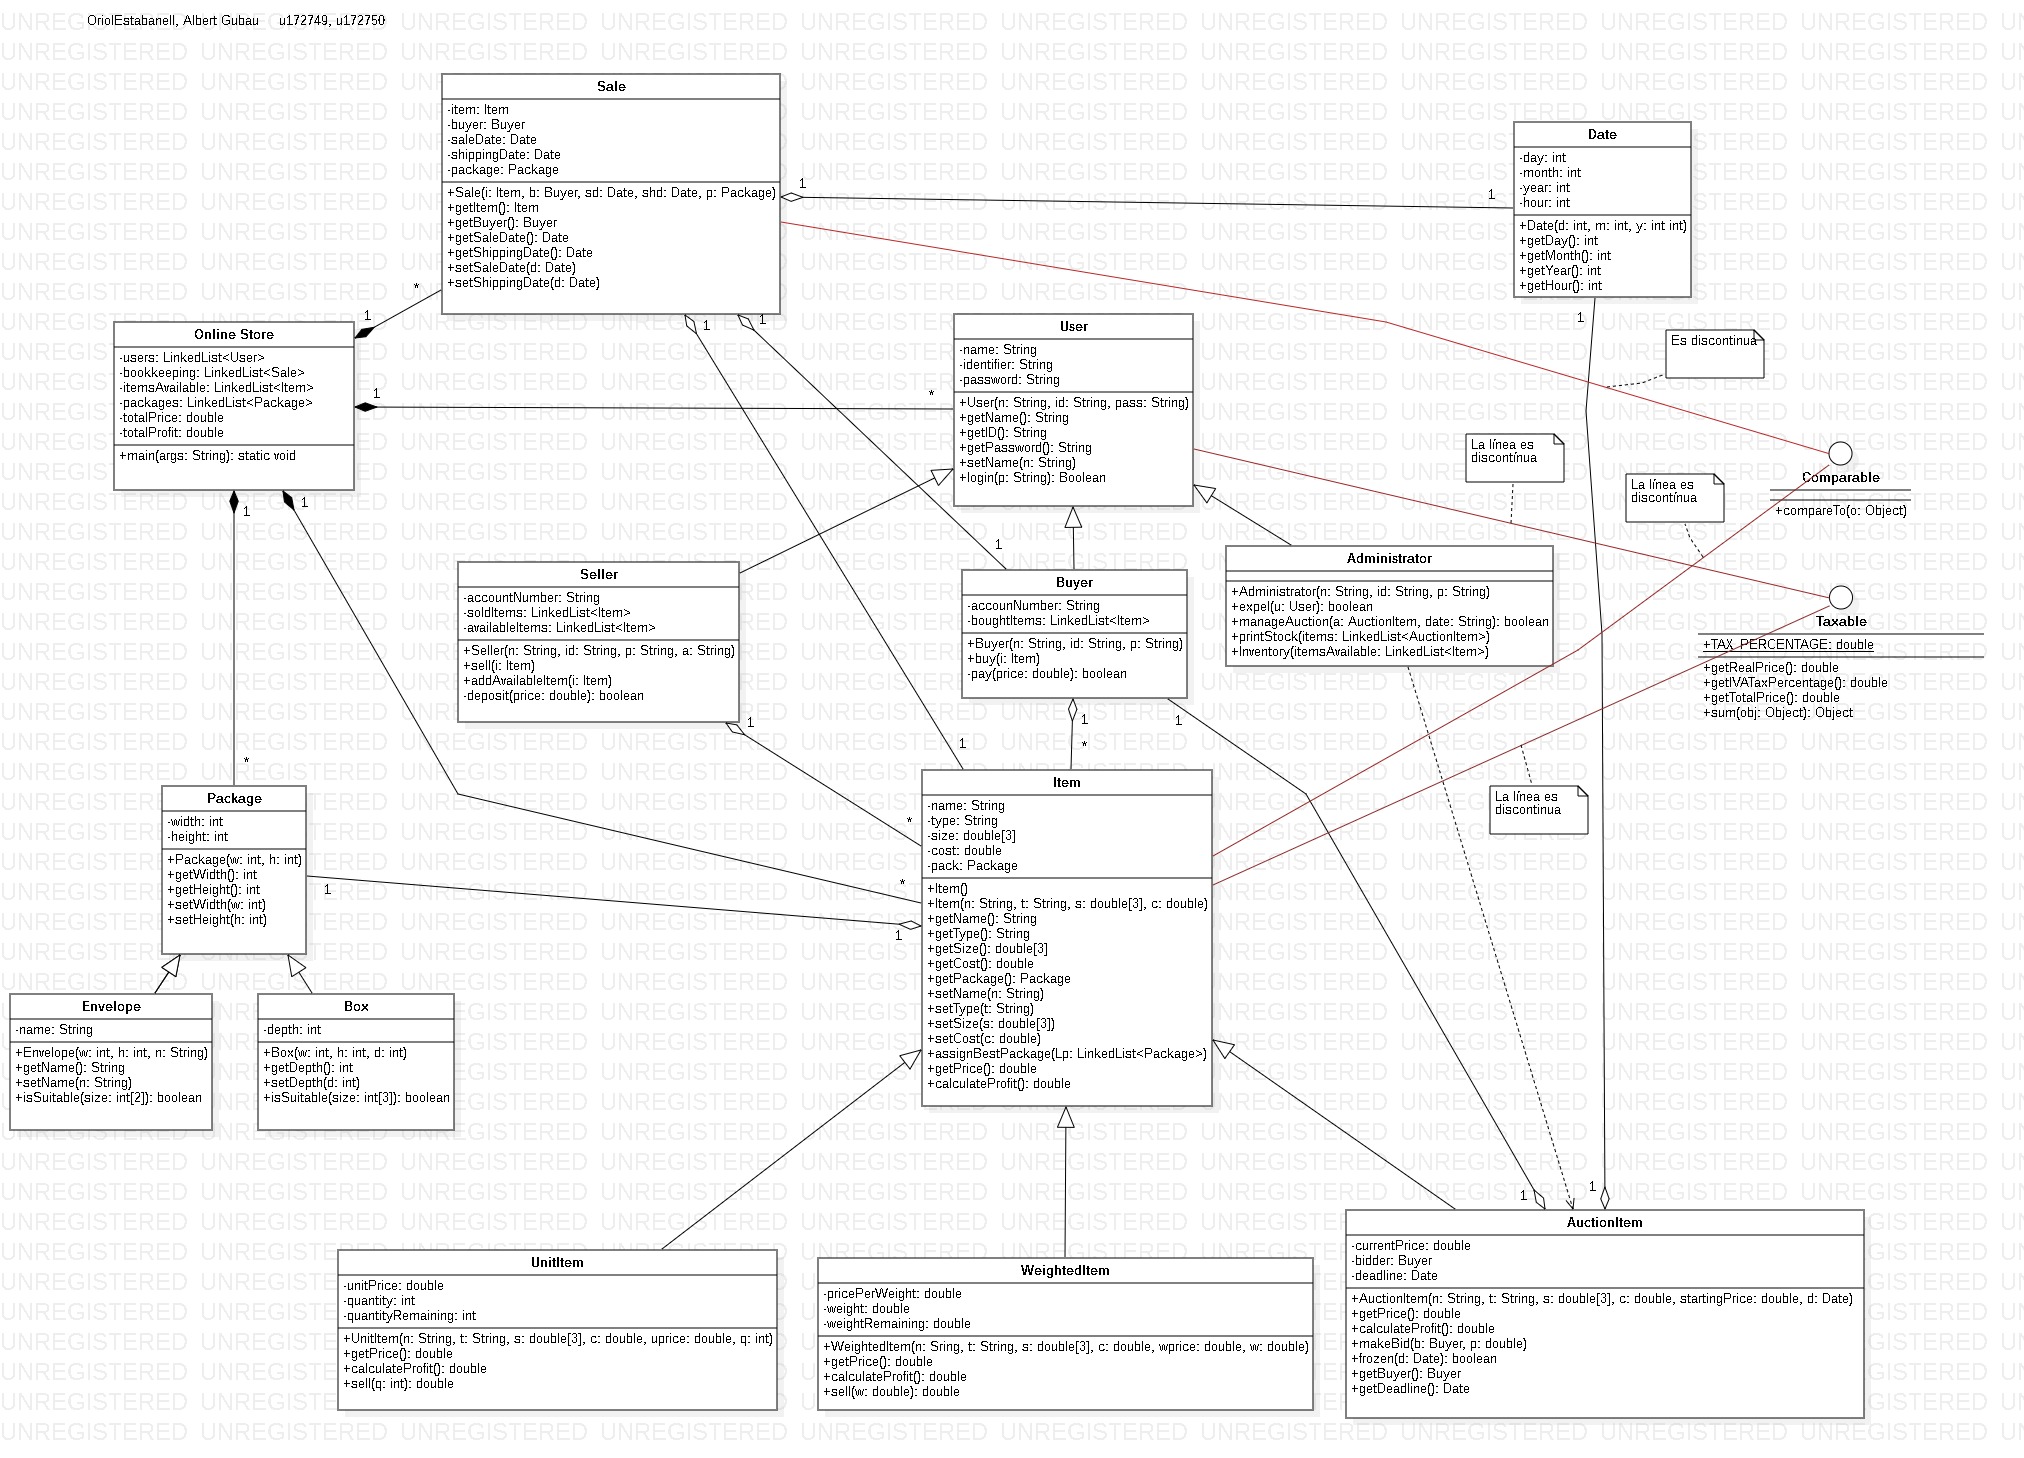 OriolEstabanell, Albert Gubau u172749, u172750
Sale
-item: Item
-buyer: Buyer
-saleDate: Date
-shippingDate: Date
-package: Package
+Sale(i: Item, b: Buyer, sd: Date, shd: Date, p: Package)
+getItem(): Item
+getBuyer(): Buyer
+getSaleDate(): Date
+getShippingDate(): Date
+setSaleDate(d: Date)
+setShippingDate(d: Date)
1
1
Date
-day: int
-month: int
-year: int
-hour: int
+Date(d: int, m: int, y: int int)
+getDay(): int
+getMonth(): int
+getYear(): int
+getHour(): int
1
*
1
1
1
Online Store
-users: LinkedList<User>
-bookkeeping: LinkedList<Sale>
-itemsAvailable: LinkedList<Item>
-packages: LinkedList<Package>
-totalPrice: double
-totalProfit: double
+main(args: String): static void
1
*
1
1
User
-name: String
-identifier: String
-password: String
+User(n: String, id: String, pass: String)
+getName(): String
+getID(): String
+getPassword(): String
+setName(n: String)
+login(p: String): Boolean
Es discontinua
La línea es
discontínua
La línea es
discontínua
Comparable
+compareTo(o: Object)
Seller
-accountNumber: String
-soldItems: LinkedList<Item>
-availableItems: LinkedList<Item>
+Seller(n: String, id: String, p: String, a: String)
+sell(i: Item)
+addAvailableItem(i: Item)
-deposit(price: double): boolean
1
1
Buyer
-accounNumber: String
-boughtItems: LinkedList<Item>
+Buyer(n: String, id: String, p: String)
+buy(i: Item)
-pay(price: double): boolean
1
*
1
1
Administrator
+Administrator(n: String, id: String, p: String)
+expel(u: User): boolean
+manageAuction(a: AuctionItem, date: String): boolean
+printStock(items: LinkedList<AuctionItem>)
+Inventory(itemsAvailable: LinkedList<Item>)
Taxable
+TAX_PERCENTAGE: double
+getRealPrice(): double
+getIVATaxPercentage(): double
+getTotalPrice(): double
+sum(obj: Object): Object
La línea es
discontinua
*
Package
-width: int
-height: int
+Package(w: int, h: int)
+getWidth(): int
+getHeight(): int
+setWidth(w: int)
+setHeight(h: int)
1
*
*
1
Item
-name: String
-type: String
-size: double[3]
-cost: double
-pack: Package
+Item()
+Item(n: String, t: String, s: double[3], c: double)
+getName(): String
+getType(): String
+getSize(): double[3]
+getCost(): double
+getPackage(): Package
+setName(n: String)
+setType(t: String)
+setSize(s: double[3])
+setCost(c: double)
+assignBestPackage(Lp: LinkedList<Package>)
+getPrice(): double
+calculateProfit(): double
Envelope
-name: String
+Envelope(w: int, h: int, n: String)
+getName(): String
+setName(n: String)
+isSuitable(size: int[2]): boolean
Box
-depth: int
+Box(w: int, h: int, d: int)
+getDepth(): int
+setDepth(d: int)
+isSuitable(size: int[3]): boolean
UnitItem
-unitPrice: double
-quantity: int
-quantityRemaining: int
+UnitItem(n: String, t: String, s: double[3], c: double, uprice: double, q: int)
+getPrice(): double
+calculateProfit(): double
+sell(q: int): double
WeightedItem
-pricePerWeight: double
-weight: double
-weightRemaining: double
+WeightedItem(n: Sring, t: String, s: double[3], c: double, wprice: double, w: double)
+getPrice(): double
+calculateProfit(): double
+sell(w: double): double
1
1
AuctionItem
-currentPrice: double
-bidder: Buyer
-deadline: Date
+AuctionItem(n: String, t: String, s: double[3], c: double, startingPrice: double, d: Date)
+getPrice(): double
+calculateProfit(): double
+makeBid(b: Buyer, p: double)
+frozen(d: Date): boolean
+getBuyer(): Buyer
+getDeadline(): Date
UNREGISTERED